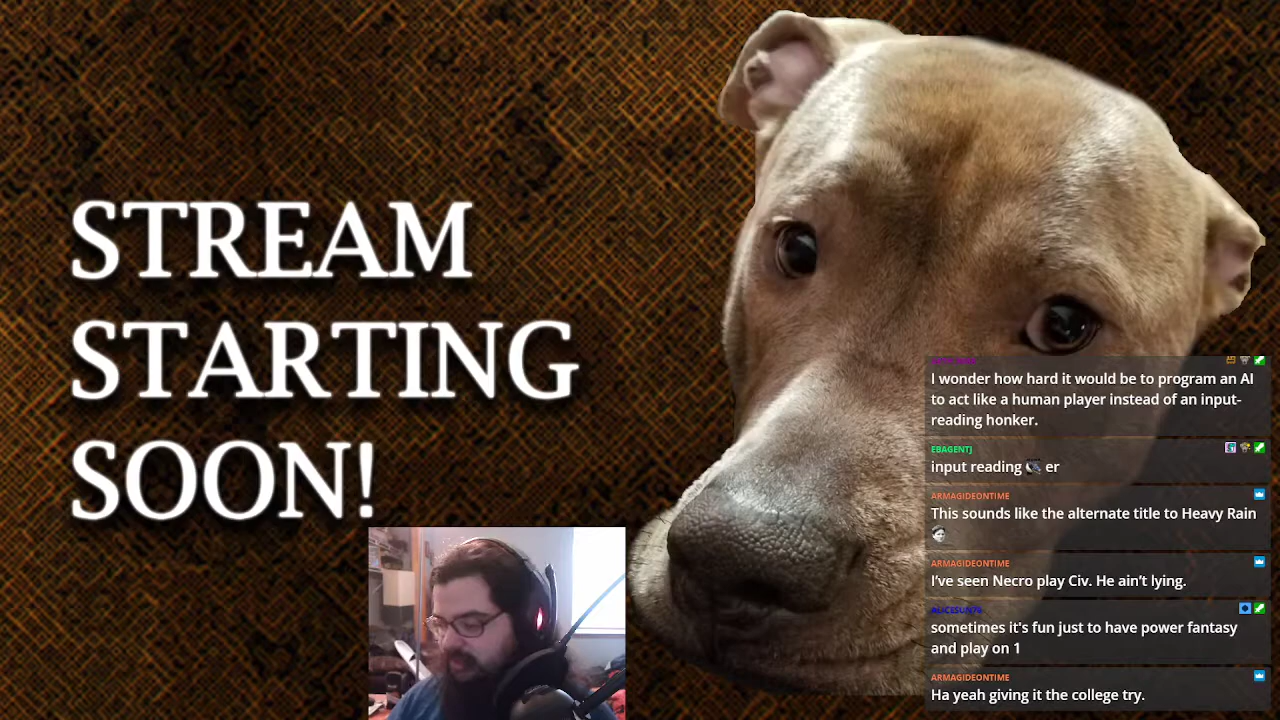 STREAM
STARTING
SOON!
I wonder how hard it would be to program an AI
to act like a human player instead of an input-
reading honker.
EBAGENTJ
input reading er
ARMAGIDEONTIME
This sounds like the alternate title to Heavy Rain
ARMAGIDEONTIME
I’ve seen Necro play Civ. He ain’t lying.
sometimes it's fun just to have power fantasy
and play on 1
ARMAGIDEONTIME
Ha yeah giving it the college try.